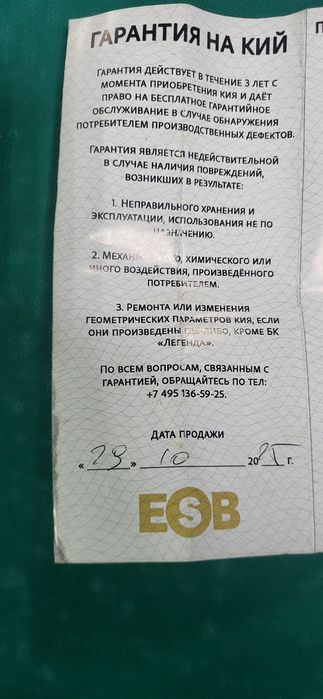 ГАРАНТИЯ НА КИЙ
ГАРАНТИЯ ДЕЙСТВУЕТ В ТЕЧЕНИЕ 3 ЛЕТ С
МОМЕНТА ПРИОБРЕТЕНИЯ КИЯ И ДАЁТ
ПРАВО НА БЕСПЛАТНОЕ ГАРАНТИЙНОЕ
ОБСЛУЖИВАНИЕ В СЛУЧАЕ ОБНАРУЖЕНИЯ
ПОТРЕБИТЕЛЕМ ПРОИЗВОДСТВЕННЫХ ДЕФЕКТОВ.
ГАРАНТИЯ ЯВЛЯЕТСЯ НЕДЕЙСТВИТЕЛЬНОЙ
В СЛУЧАЕ НАЛИЧИЯ ПОВРЕЖДЕНИЙ,
ВОЗНИКШИХ В РЕЗУЛЬТАТЕ:
1. НЕПРАВИЛЬНОГО ХРАНЕНИЯ И
ЭКСПЛУАТАЦИИ, ИСПОЛЬЗОВАНИЯ НЕ ПО
НАЗНАЧЕНИЮ.
2. МЕХАНИЧЕСКОГО, ХИМИЧЕСКОГО ИЛИ
ИНОГО ВОЗДЕЙСТВИЯ, ПРОИЗВЕДЁННОГО
ПОТРЕБИТЕЛЕМ.
3. РЕМОНТА ИЛИ ИЗМЕНЕНИЯ
ГЕОМЕТРИЧЕСКИХ ПАРАМЕТРОВ КИЯ, ЕСЛИ
ОНИ ПРОИЗВЕДЕНЫ ГДЕ-ЛИБО, КРОМЕ БК
«ЛЕГЕНДА».
ПО ВСЕМ ВОПРОСАМ, СВЯЗАННЫМ С
ГАРАНТИЕЙ, ОБРАЩАЙТЕСЬ ПО ТЕЛ:
+7 495 136-59-25.
ДАТА ПРОДАЖИ
«29» 10 20 г.
ESB